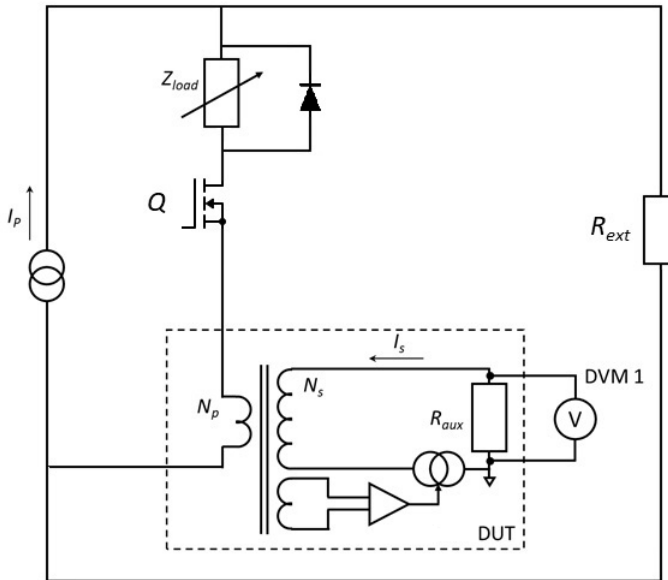 Z_load
Q
I_P
R_ext
I_s
N_p
N_s
R_aux
DVM 1
V
DUT